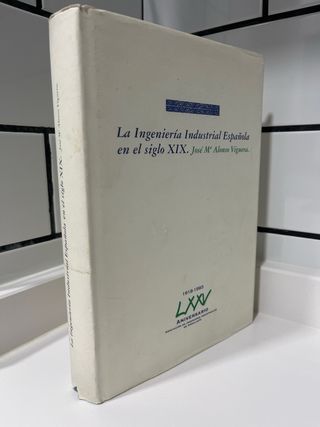 La Ingeniería Industrial Española en el siglo XIX. José Mª Alonso Viguera.
La Ingeniería Industrial Española
en el siglo XIX. José Mª Alonso Viguera.
1918-1993
LXXV
ANIVERSARIO